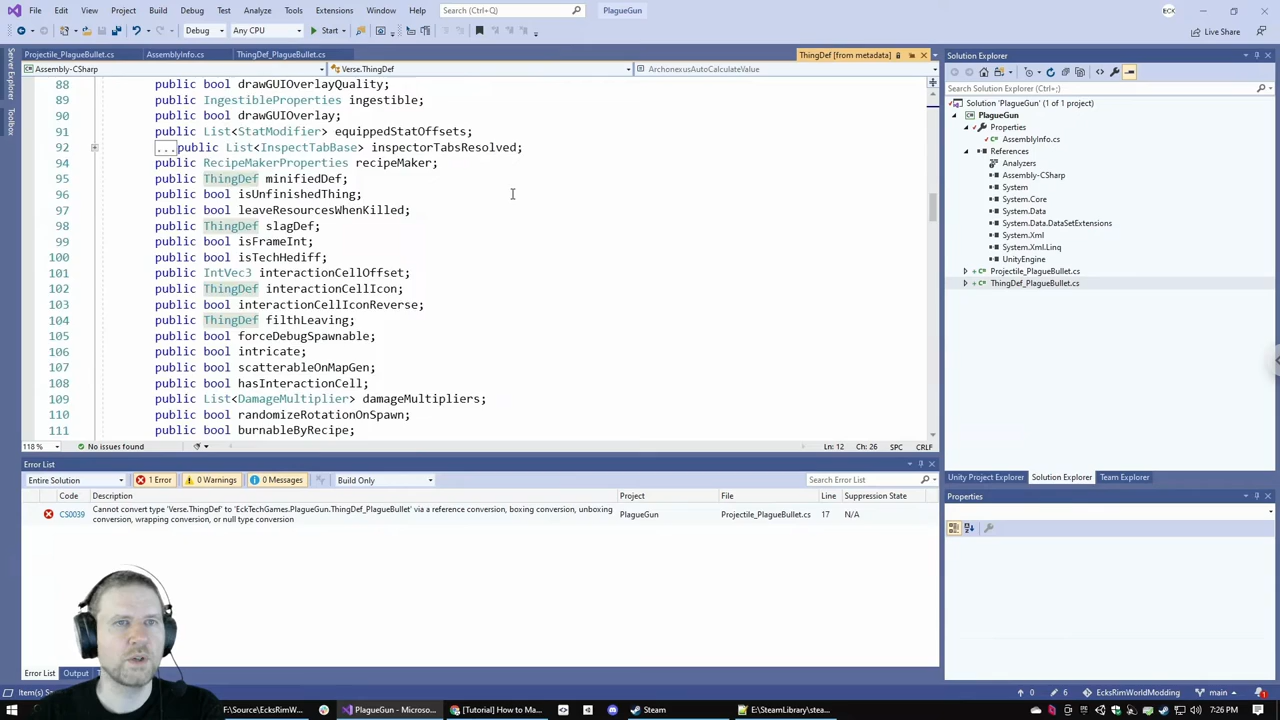 File Edit View Project Build Debug Test Analyze Tools Extensions Window Help Search (Ctrl+Q) PlagueGun ECK
Debug Any CPU Start Live Share
Server Explorer
Toolbox
Projectile_PlagueBullet.cs AssemblyInfo.cs ThingDef_PlagueBullet.cs ThingDef [from metadata]
Assembly-CSharp Verse.ThingDef ArchonexusAutoCalculateValue
88 public bool drawGUIOverlayQuality;
89 public IngestibleProperties ingestible;
90 public bool drawGUIOverlay;
91 public List<StatModifier> equippedStatOffsets;
92 ...public List<InspectTabBase> inspectorTabsResolved;
94 public RecipeMakerProperties recipeMaker;
95 public ThingDef minifiedDef;
96 public bool isUnfinishedThing;
97 public bool leaveResourcesWhenKilled;
98 public ThingDef slagDef;
99 public bool isFrameInt;
100 public bool isTechHediff;
101 public IntVec3 interactionCellOffset;
102 public ThingDef interactionCellIcon;
103 public bool interactionCellIconReverse;
104 public ThingDef filthLeaving;
105 public bool forceDebugSpawnable;
106 public bool intricate;
107 public bool scatterableOnMapGen;
108 public bool hasInteractionCell;
109 public List<DamageMultiplier> damageMultipliers;
110 public bool randomizeRotationOnSpawn;
111 public bool burnableByRecipe;
118 % No issues found Ln: 12 Ch: 26 SPC CRLF
Solution Explorer
Search Solution Explorer (Ctrl+;)
Solution 'PlagueGun' (1 of 1 project)
PlagueGun
Properties
AssemblyInfo.cs
References
Analyzers
Assembly-CSharp
System
System.Core
System.Data
System.Data.DataSetExtensions
System.Xml
System.Xml.Linq
UnityEngine
Projectile_PlagueBullet.cs
ThingDef_PlagueBullet.cs
Unity Project Explorer Solution Explorer Team Explorer
Properties
Error List
Entire Solution 1 Error 0 Warnings 0 Messages Build Only Search Error List
Code Description Project File Line Suppression State
CS0039 Cannot convert type 'Verse.ThingDef' to 'EckTechGames.PlagueGun.ThingDef_PlagueBullet' via a reference conversion, boxing conversion, unboxing PlagueGun Projectile_PlagueBullet.cs 17 N/A
conversion, wrapping conversion, or null type conversion
Error List Output
Item(s) 0 6 EcksRimWorldModding main 1
F:\Source\EcksRimW... PlagueGun - Microso... [Tutorial] How to Ma... Steam E:\SteamLibrary\stea... 7:26 PM